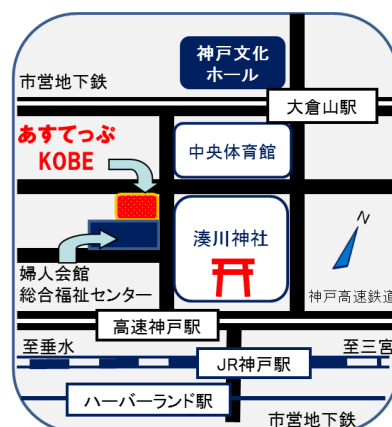 神戸文化
ホール
市営地下鉄
大倉山駅
あすてっぷ
KOBE
中央体育館
N
湊川神社
婦人会館
総合福祉センター
神戸高速鉄道
高速神戸駅
至垂水
至三宮
JR神戸駅
ハーバーランド駅
市営地下鉄